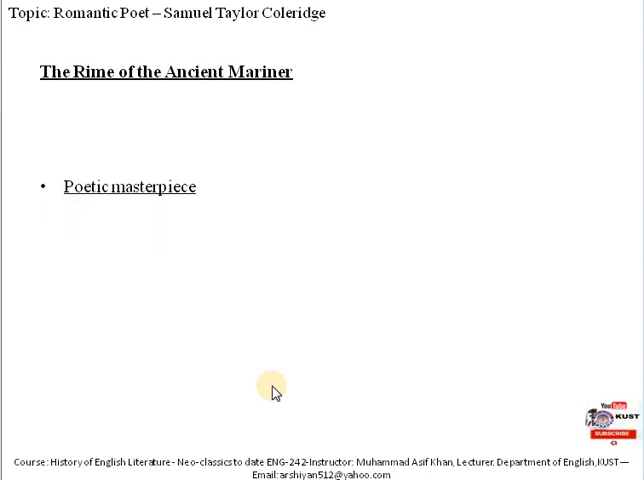 Topic: Romantic Poet – Samuel Taylor Coleridge
The Rime of the Ancient Mariner
• Poetic masterpiece
YouTube
KUST
SUBSCRIBE
Course: History of English Literature - Neo-classics to date ENG-242-Instructor: Muhammad Asif Khan, Lecturer. Department of English,KUST—
Email:arshiyan512@yahoo.com